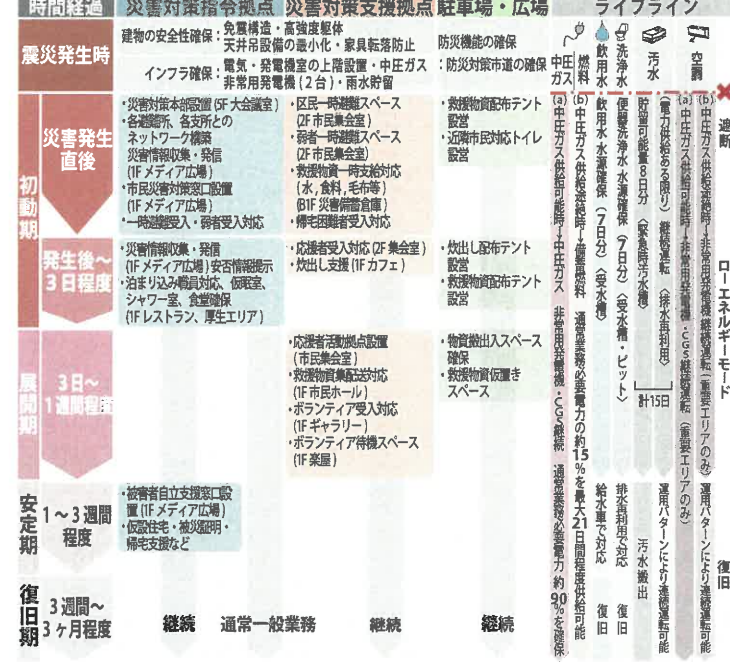 時間経過
災害対策指令拠点
災害対策支援拠点
駐車場・広場
ライフライン
震災発生時
建物の安全性確保：免震構造・高強度躯体
天井吊設備の最小化・家具転落防止
インフラ確保：電気・発電機室の上階設置・中圧ガス
非常用発電機(2台)・雨水貯留
防災機能の確保
：防災対策市道の確保
中圧ガス
燃料
飲用水
洗浄水
汚水
空調
初動期
災害発生
直後
・災害対策本部設置(5F 大会議室)
・各避難所、各支所との
ネットワーク構築
災害情報収集・発信
(1F メディア広場)
・市民災害対策窓口設置
(1F メディア広場)
・一時避難受入・弱者受入対応
・区民一時避難スペース
(2F 市民集会室)
・弱者一時避難スペース
(2F 市民集会室)
・救援物資一時支給対応
(水,食料,毛布等)
(B1F 災害備蓄倉庫)
・帰宅困難者受入対応
・救援物資配布テント
設営
・近隣市民対応トイレ
設営
発生後～
3日程度
・災害情報収集・発信
(1F メディア広場)安否情報提示
・泊まり込み職員対応、仮眠室、
シャワー室、食堂確保
(1F レストラン、厚生エリア)
・応援者受入対応(2F 集会室)
・炊出し支援(1F カフェ)
・炊出し配布テント
設営
・救援物資配布テント
設営
展開期
3日～
1週間程度
・応援者活動拠点設置
(市民集会室)
・救援物資集配送対応
(1F 市民ホール)
・ボランティア受入対応
(1F ギャラリー)
・ボランティア待機スペース
(1F 楽屋)
・物資搬出入スペース
確保
・救援物資仮置き
スペース
安定期
1～3週間
程度
・被害者自立支援窓口設
置(1F メディア広場)
・仮設住宅・被災証明・
帰宅支援など
復旧期
3週間～
3ヶ月程度
継続
通常一般業務
継続
継続
(a)中圧ガス供給可能時→中圧ガス 非常用発電機・CGS継続 通常業務必要電力 約90%を確保
(b)中圧ガス供給途絶時→備蓄燃料 通常業務必要電力の約15%を最大21日間程度供給可能
飲用水 水源確保(7日分)〈受水槽〉
給水車で対応
復旧
便器洗浄水 水源確保(7日分)〈受水槽・ピット〉
排水再利用で対応
復旧
貯留可能量8日分〈緊急時汚水槽〉
(電力供給ある限り)継続運転〈排水再利用〉
計15日
汚水搬出
運用パターンにより連続運転可能
(a)中圧ガス供給可能時→非常用発電機・CGS継続運転(重要エリアのみ)
(b)中圧ガス供給途絶時→非常用発電機 継続運転(重要エリアのみ)
運用パターンにより連続運転可能
遮断
ローエネルギーモード
復旧